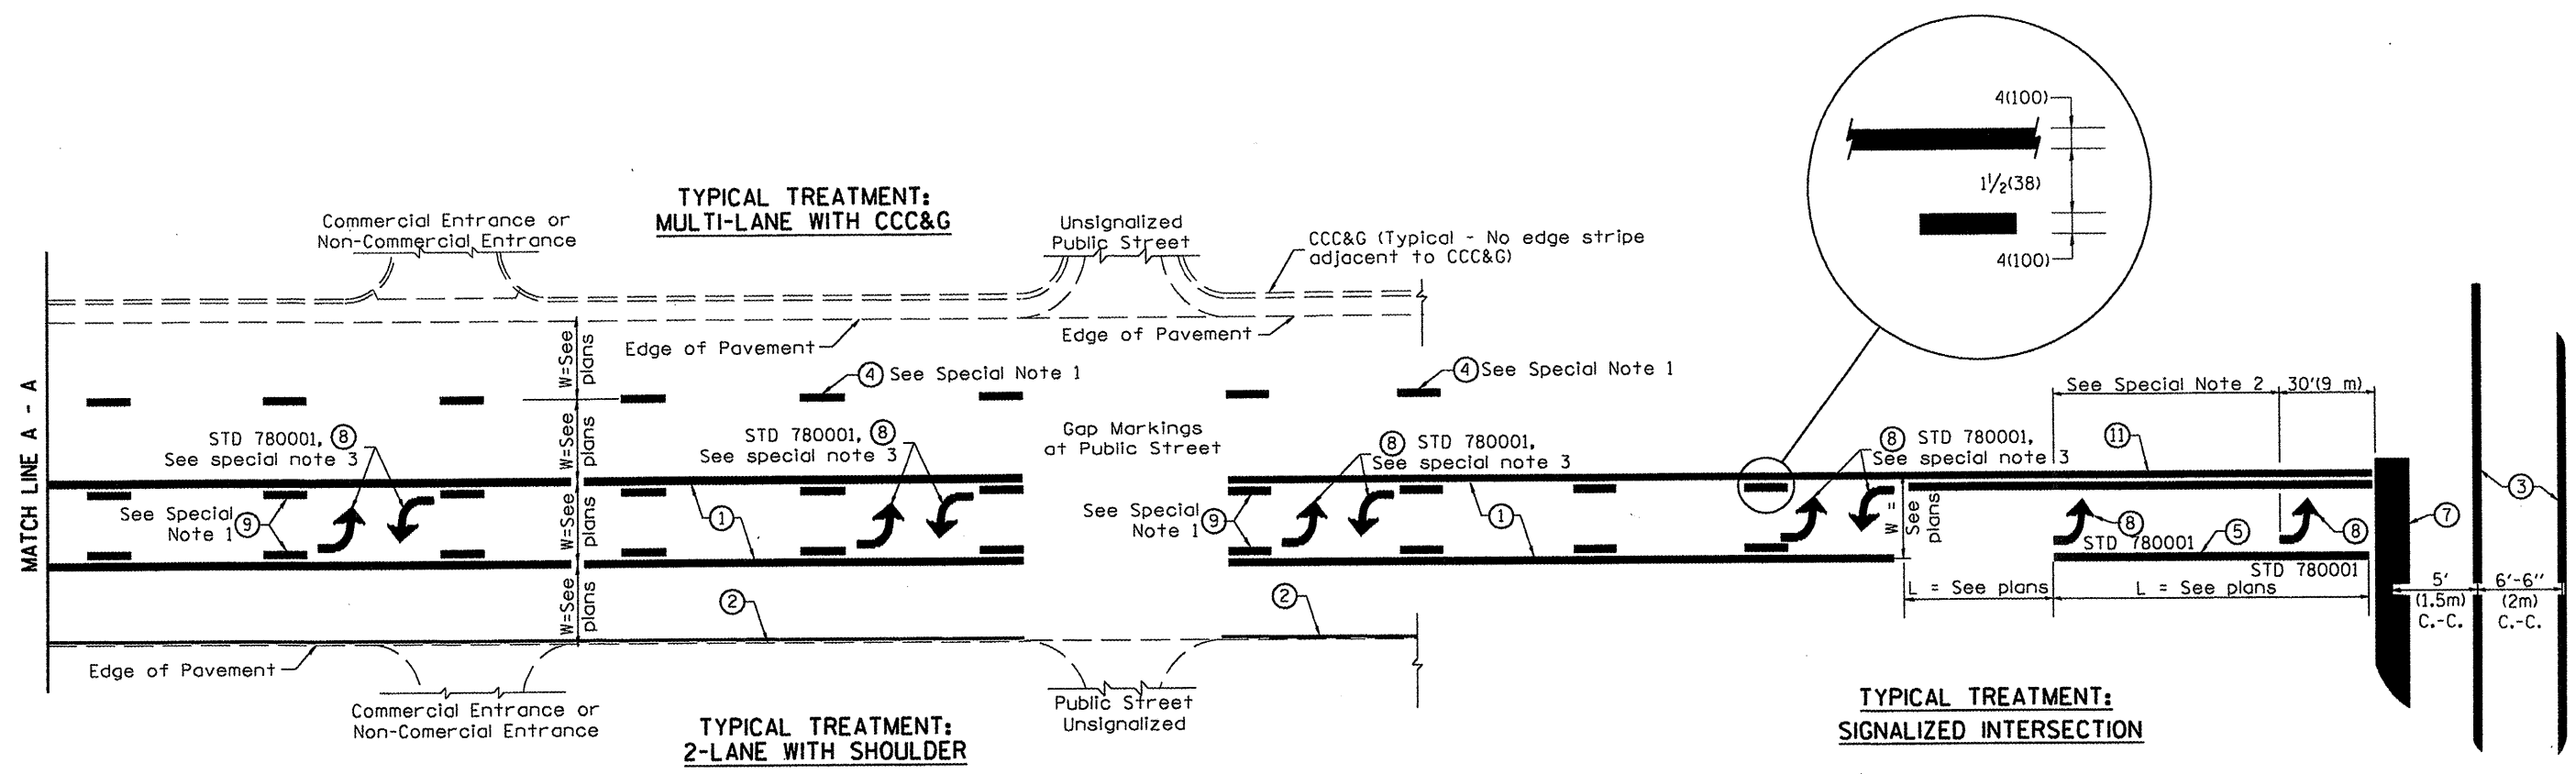 4(100)
1 1/2(38)
4(100)
TYPICAL TREATMENT:
MULTI-LANE WITH CCC&G
Commercial Entrance or
Non-Commercial Entrance
Unsignalized
Public Street
CCC&G (Typical - No edge stripe
adjacent to CCC&G)
Edge of Pavement
Edge of Pavement
W=See
plans
4 See Special Note 1
4 See Special Note 1
MATCH LINE A - A
STD 780001, 8
See special note 3
W=See
plans
STD 780001, 8
See special note 3
Gap Markings
at Public Street
8 STD 780001,
See special note 3
8 STD 780001,
See special note 3
See Special Note 2
30'(9 m)
11
See Special
Note 1
9
W=See
plans
1
See Special
Note 1
9
1
W =
See
plans
8
STD 780001
5
8
STD 780001
7
3
L = See plans
L = See plans
5'
(1.5m)
C.-C.
6'-6''
(2m)
C.-C.
W=See
plans
2
2
Edge of Pavement
Commercial Entrance or
Non-Comercial Entrance
Public Street
Unsignalized
TYPICAL TREATMENT:
2-LANE WITH SHOULDER
TYPICAL TREATMENT:
SIGNALIZED INTERSECTION